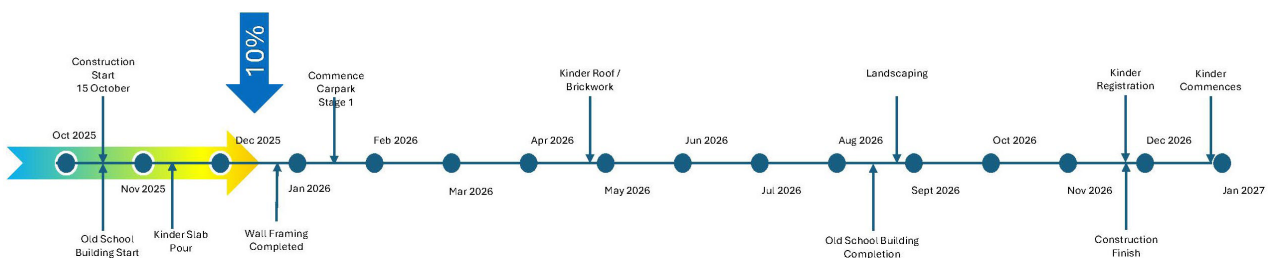 10%
Construction
Start
15 October
Commence
Carpark
Stage 1
Kinder Roof /
Brickwork
Landscaping
Kinder
Registration
Kinder
Commences
Oct 2025
Dec 2025
Feb 2026
Apr 2026
Jun 2026
Aug 2026
Oct 2026
Dec 2026
Nov 2025
Jan 2026
Mar 2026
May 2026
Jul 2026
Sept 2026
Nov 2026
Jan 2027
Old School
Building Start
Kinder Slab
Pour
Wall Framing
Completed
Old School Building
Completion
Construction
Finish